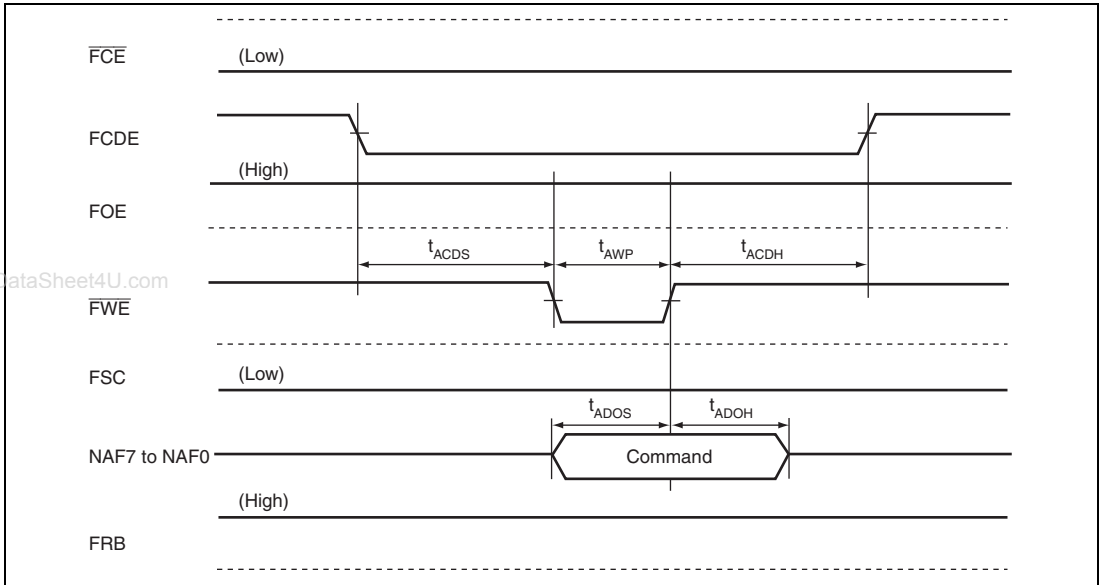 FCE (Low)
FCDE
(High)
FOE
tACDS tAWP tACDH
DataSheet4U.com
FWE
FSC (Low)
tADOS tADOH
NAF7 to NAF0 Command
(High)
FRB